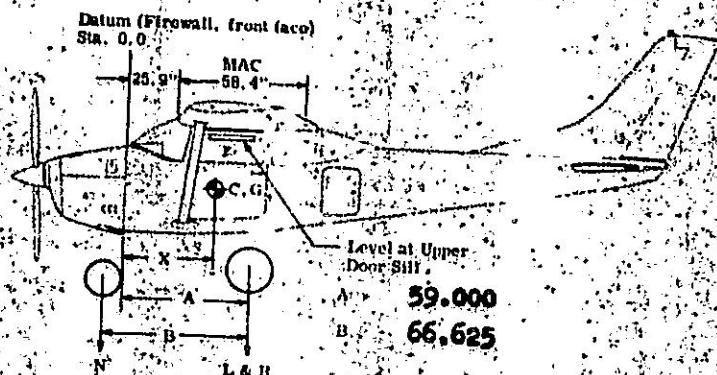 Datum (Firewall, front face)
Sta. 0.0
MAC
25.9"
58.4"
C.G.
X
Level at Upper
Door Sill
A
A 59.000
B
B 66.625
N
L & R